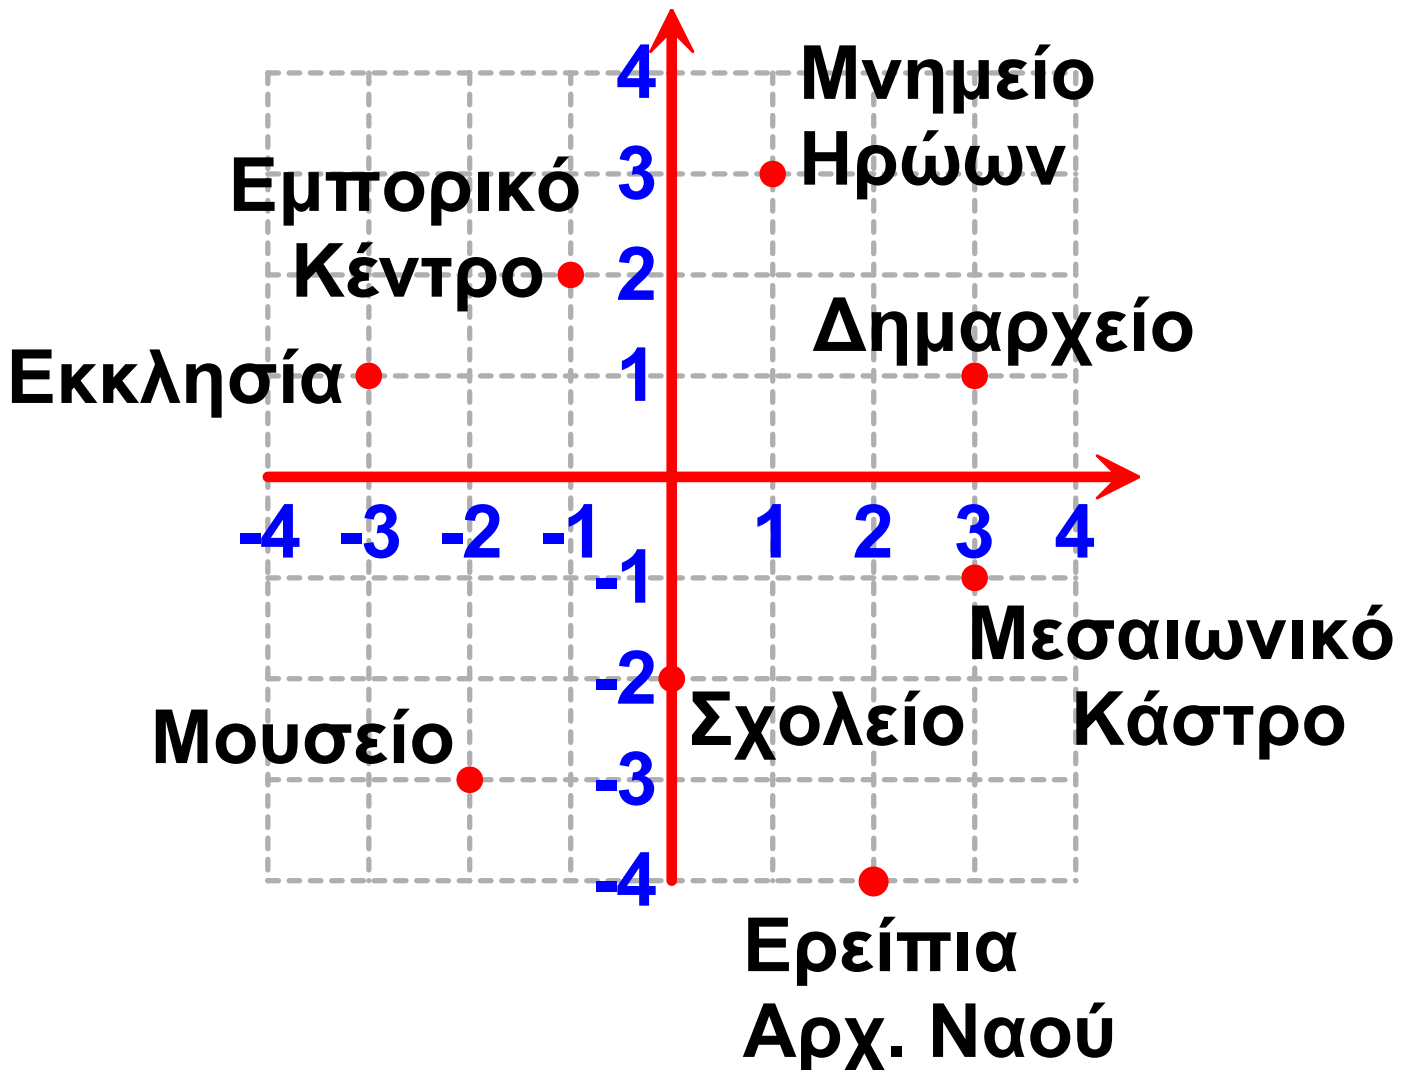 4
Μνημείο
Ηρώων
3
Εμπορικό
Κέντρο
2
Δημαρχείο
Εκκλησία
1
-4 -3 -2 -1 1 2 3 4
-1
Μεσαιωνικό
Κάστρο
-2
Σχολείο
Μουσείο
-3
-4
Ερείπια
Αρχ. Ναού